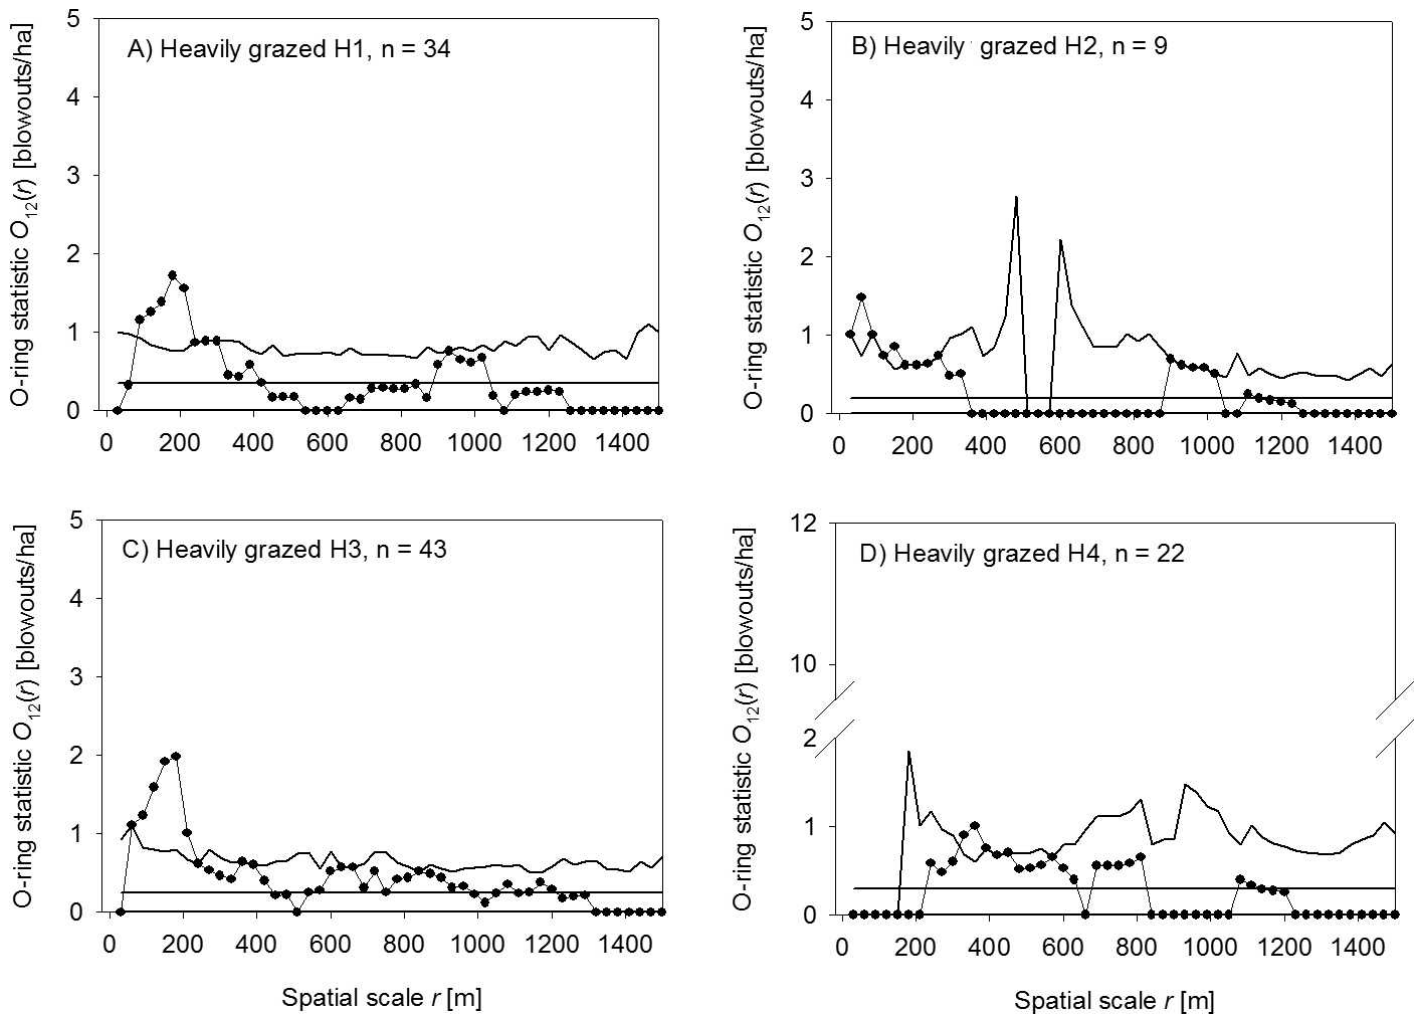 A) Heavily grazed H1, n = 34
O-ring statistic O12(r) [blowouts/ha]
5
4
3
2
1
0
0 200 400 600 800 1000 1200 1400
B) Heavily grazed H2, n = 9
O-ring statistic O12(r) [blowouts/ha]
5
4
3
2
1
0
0 200 400 600 800 1000 1200 1400
C) Heavily grazed H3, n = 43
O-ring statistic O12(r) [blowouts/ha]
5
4
3
2
1
0
0 200 400 600 800 1000 1200 1400
Spatial scale r [m]
D) Heavily grazed H4, n = 22
O-ring statistic O12(r) [blowouts/ha]
12
10
2
1
0
0 200 400 600 800 1000 1200 1400
Spatial scale r [m]